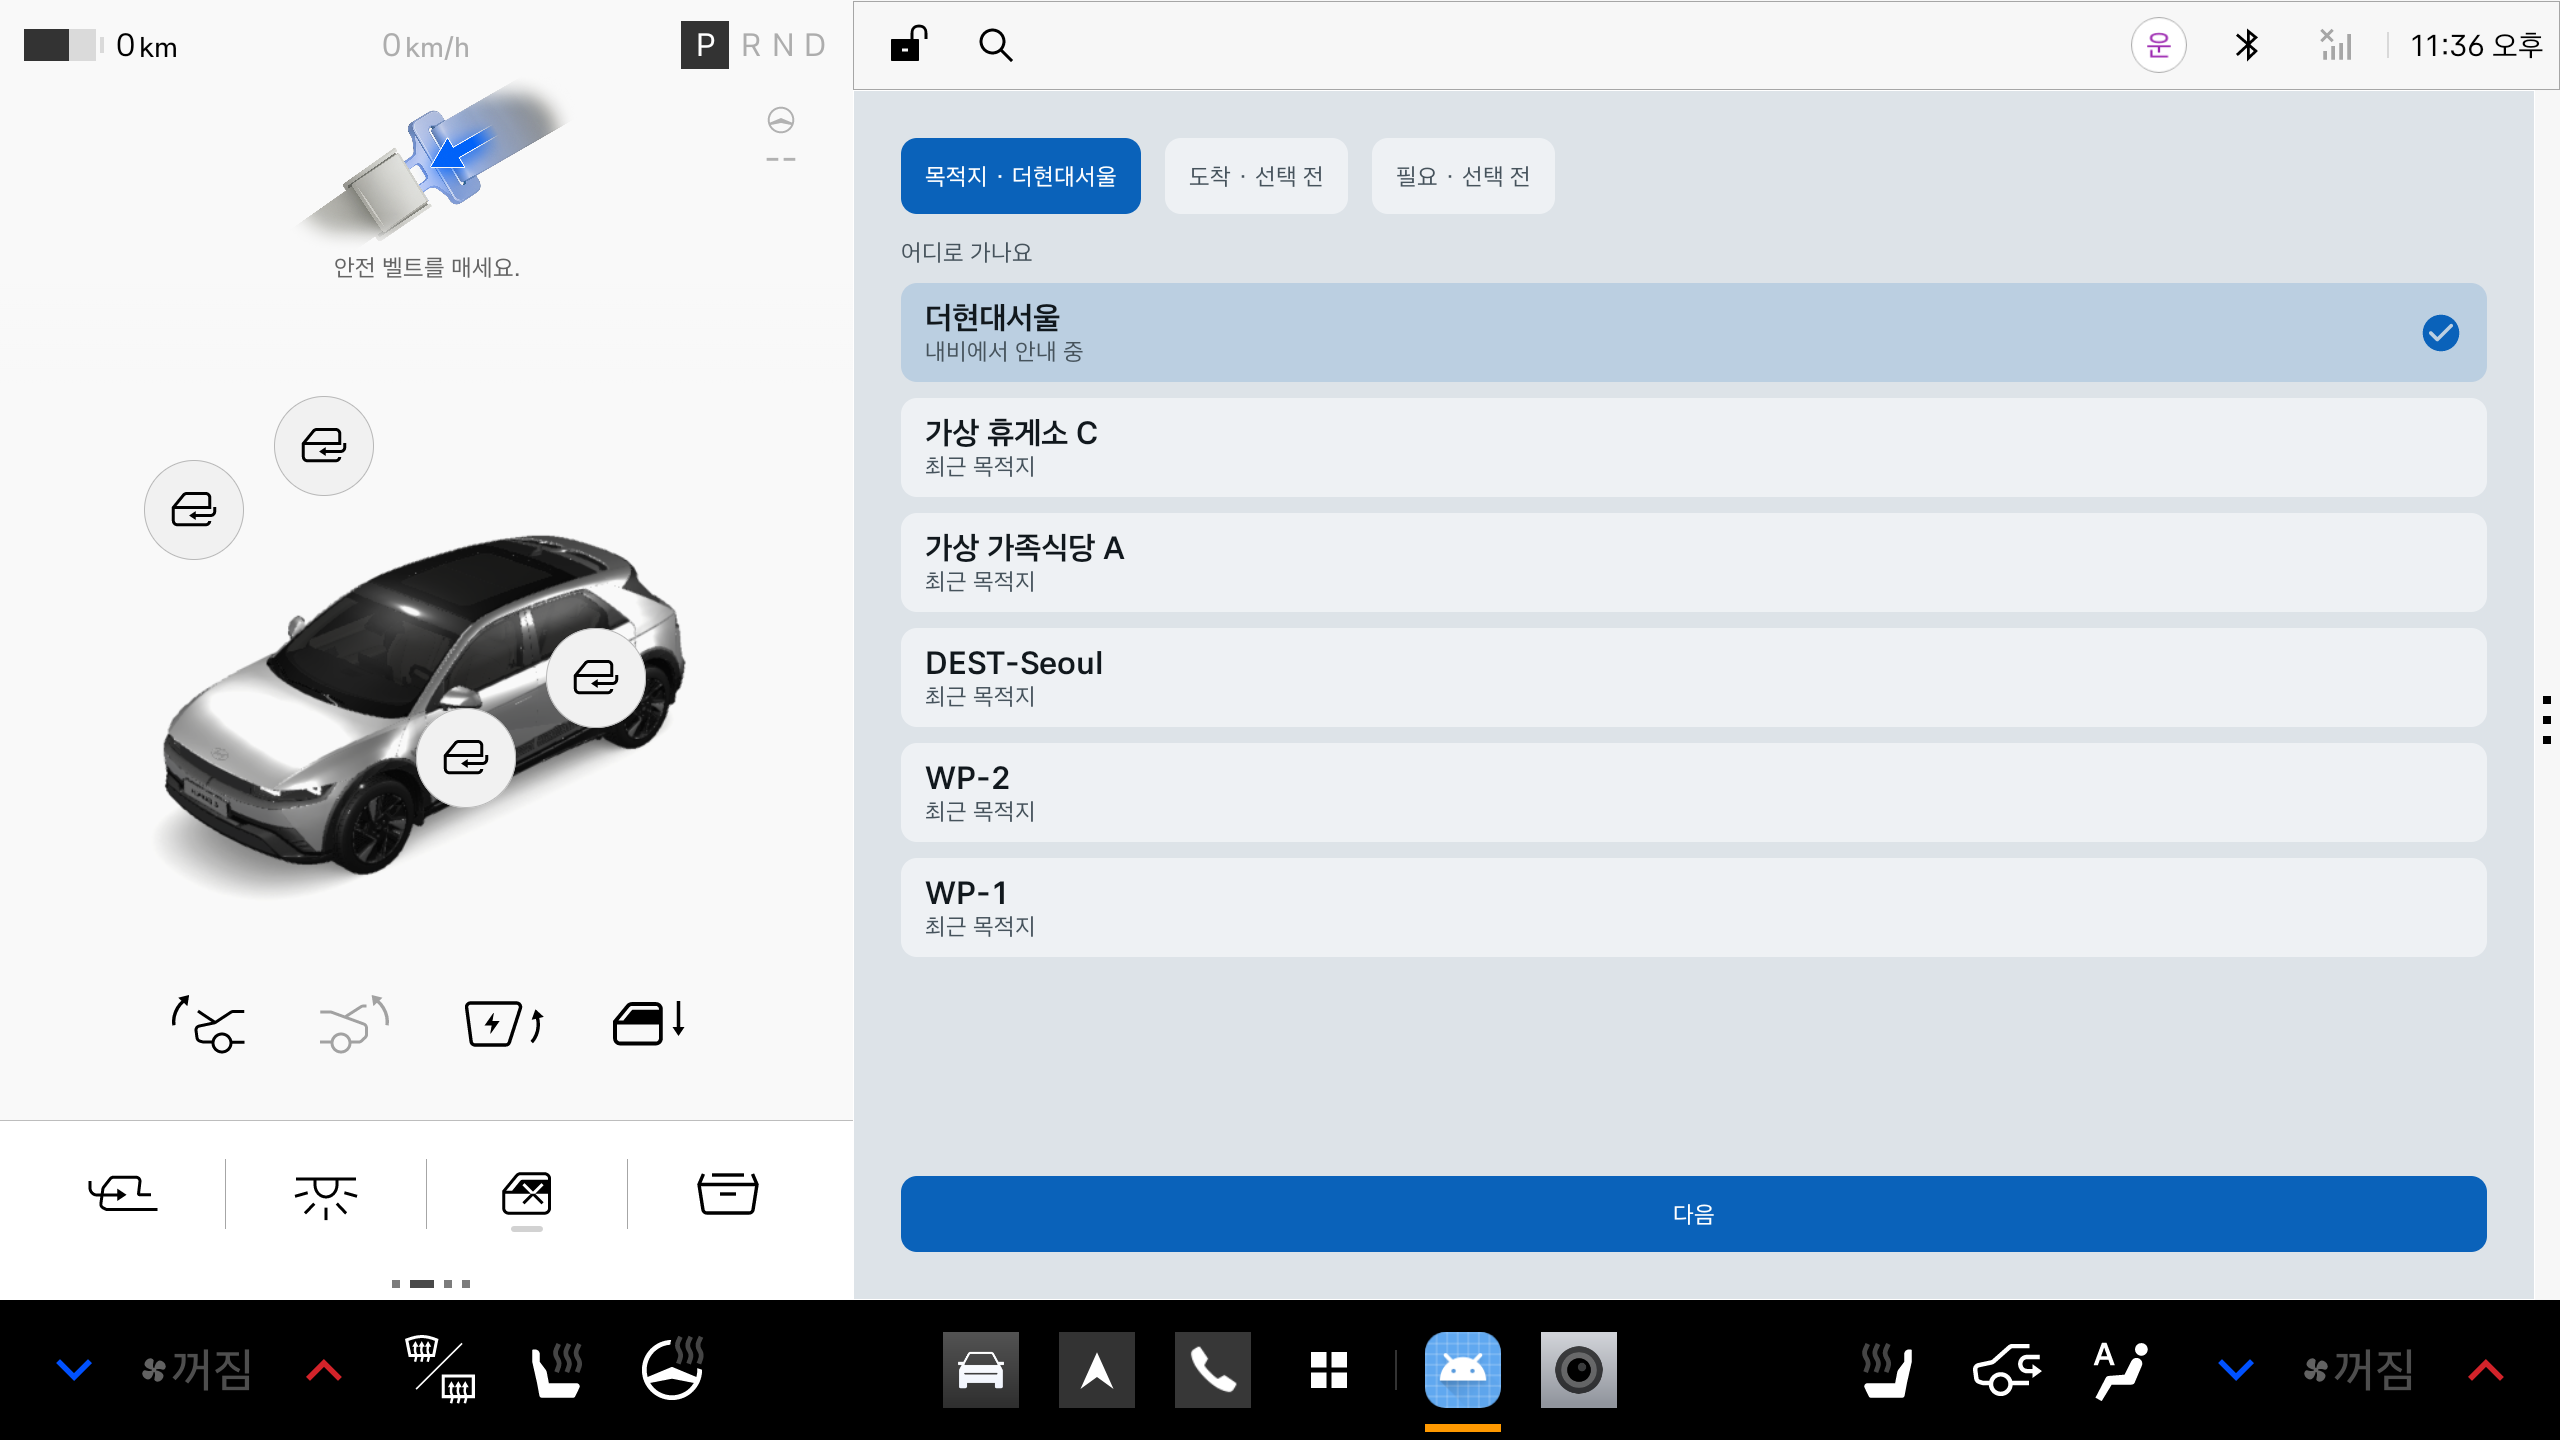 0 km
0 km/h
P R N D
운
11:36 오후
안전 벨트를 매세요.
목적지 · 더현대서울
도착 · 선택 전
필요 · 선택 전
어디로 가나요
더현대서울
내비에서 안내 중
가상 휴게소 C
최근 목적지
가상 가족식당 A
최근 목적지
DEST-Seoul
최근 목적지
WP-2
최근 목적지
WP-1
최근 목적지
다음
꺼짐
A
꺼짐